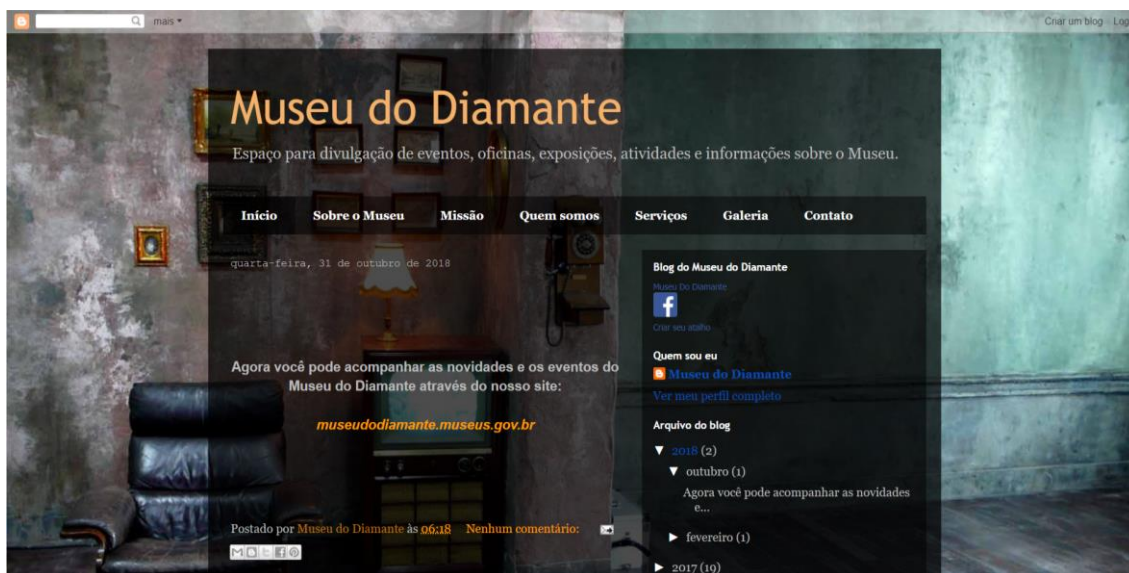 mais
Criar um blog Log
Museu do Diamante
Espaço para divulgação de eventos, oficinas, exposições, atividades e informações sobre o Museu.
Início Sobre o Museu Missão Quem somos Serviços Galeria Contato
quarta-feira, 31 de outubro de 2018
Agora você pode acompanhar as novidades e os eventos do
Museu do Diamante através do nosso site:
museudodiamante.museus.gov.br
Postado por Museu do Diamante às 06:18 Nenhum comentário:
Blog do Museu do Diamante
Museu Do Diamante
Criar seu atalho
Quem sou eu
Museu do Diamante
Ver meu perfil completo
Arquivo do blog
▼ 2018 (2)
▼ outubro (1)
Agora você pode acompanhar as novidades
e...
► fevereiro (1)
► 2017 (19)